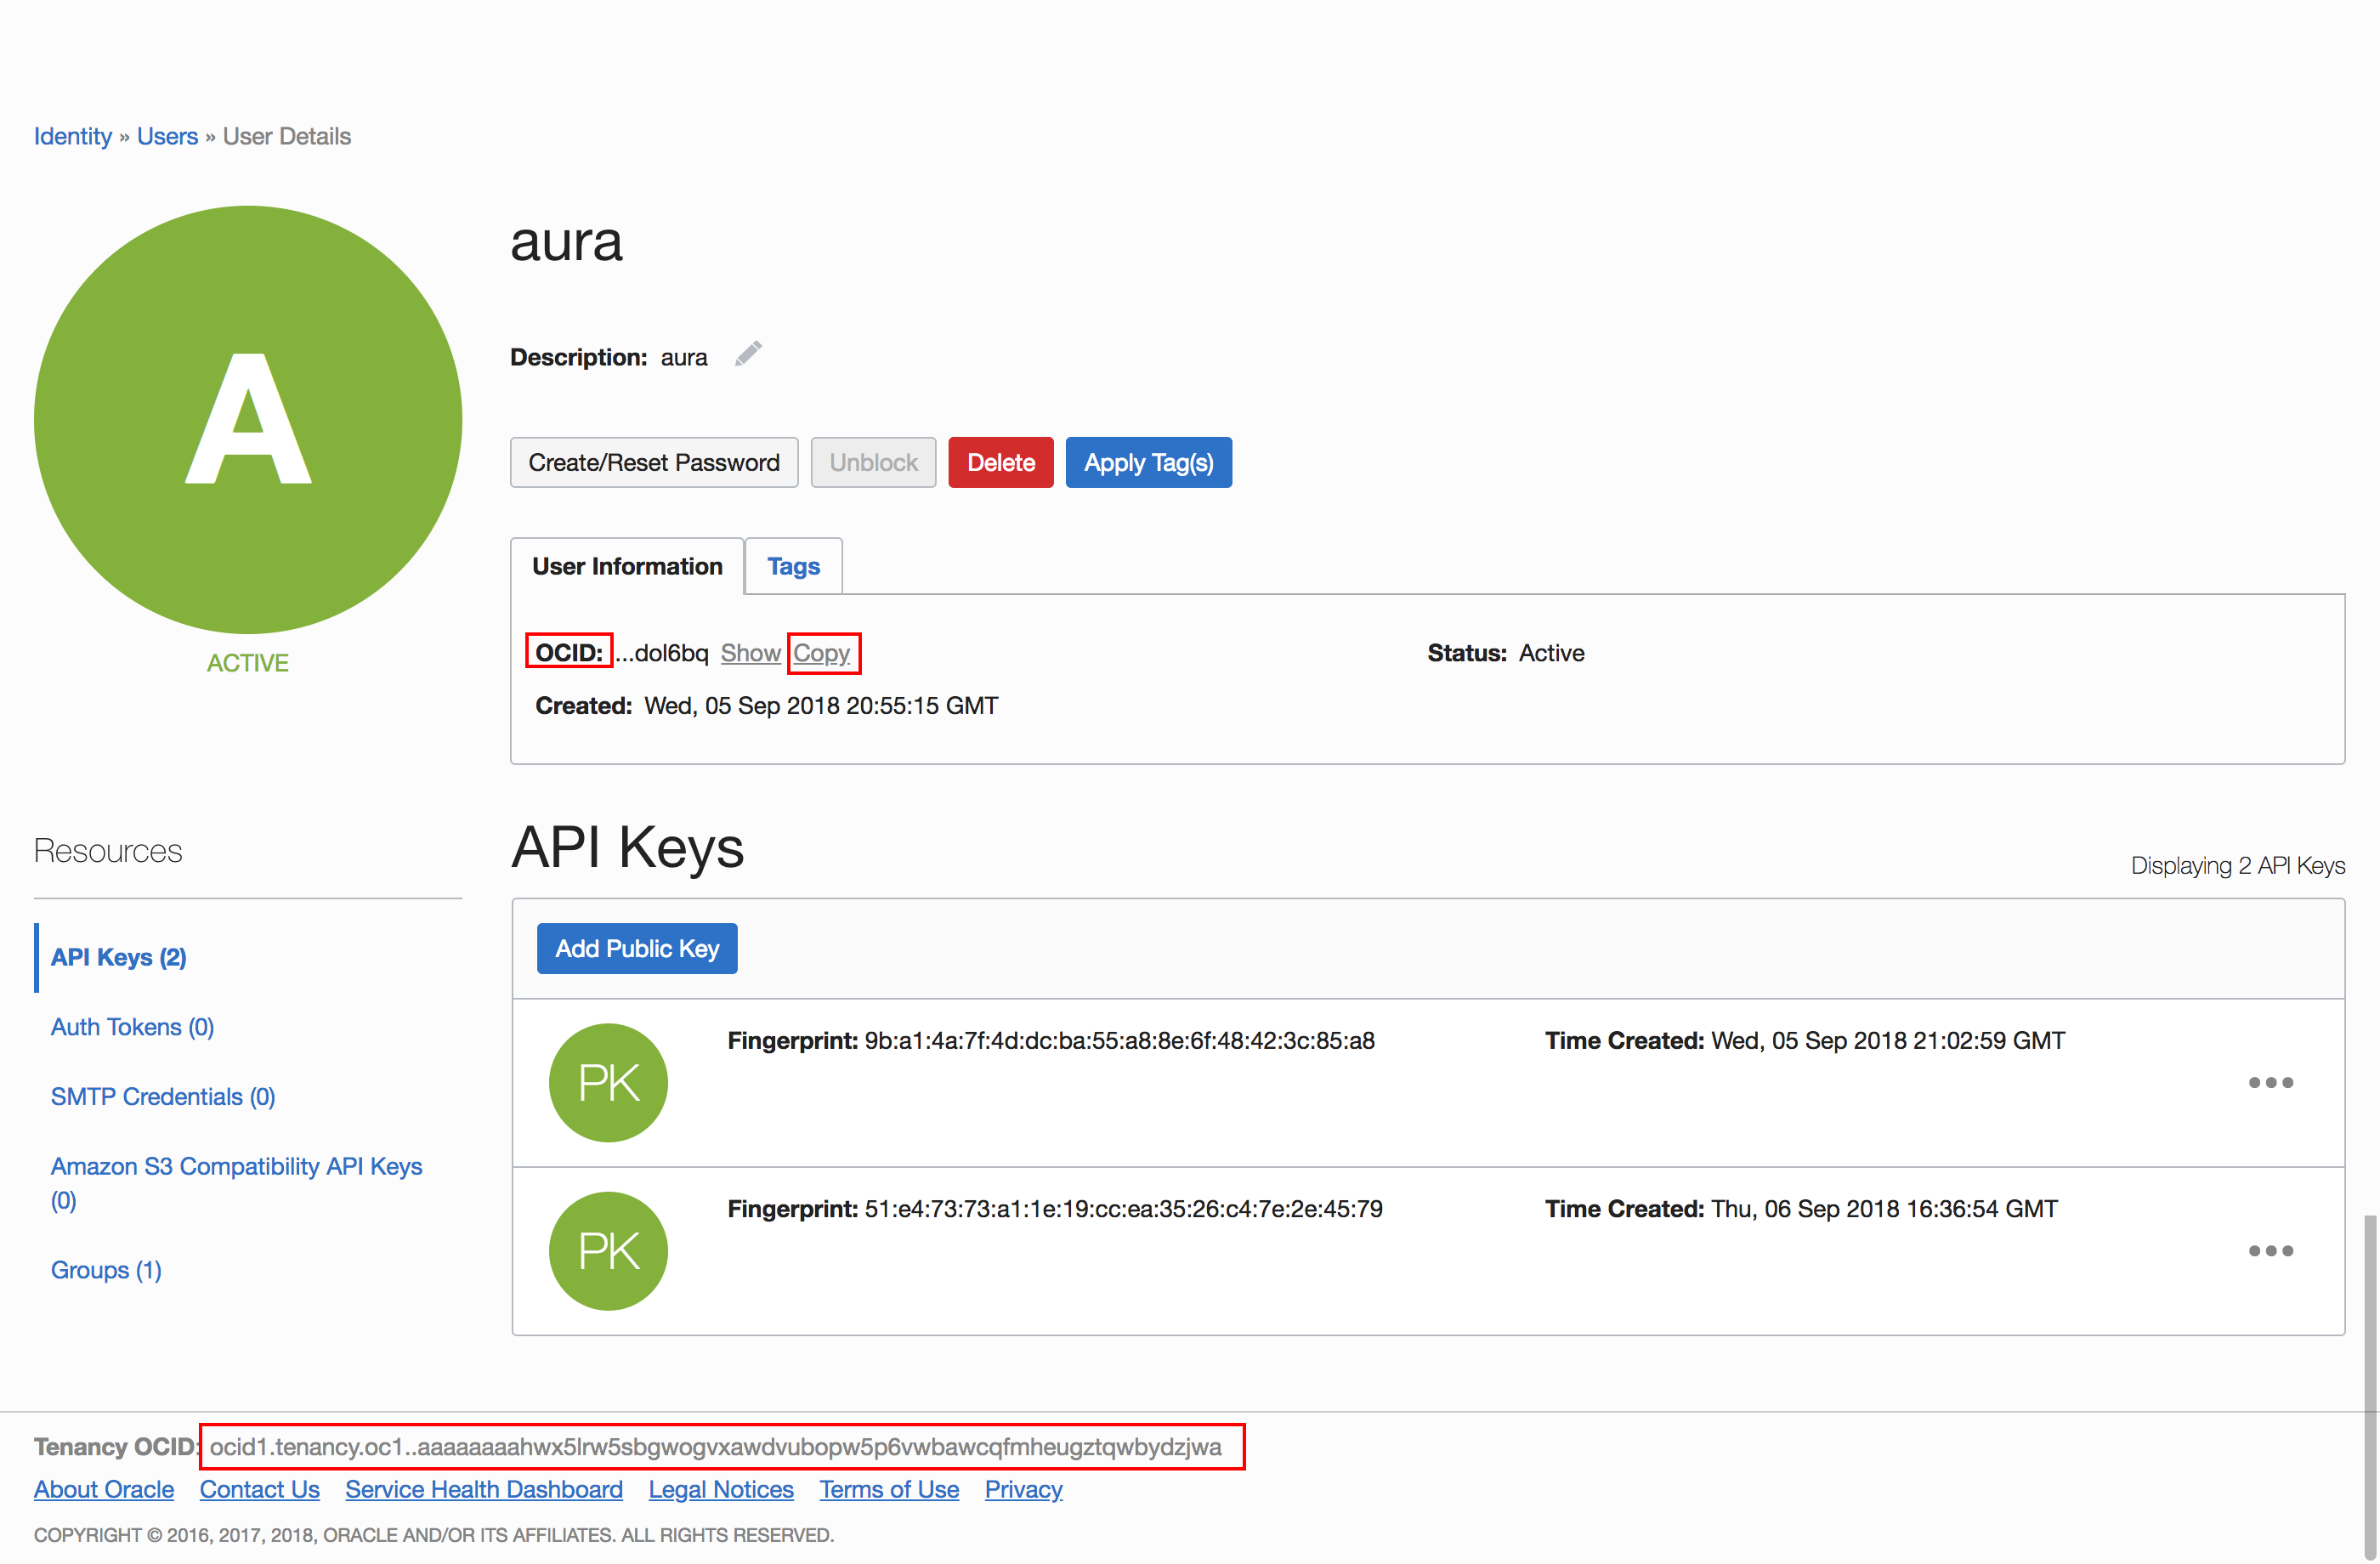 Identity » Users » User Details
A
ACTIVE
aura
Description: aura
Create/Reset Password Unblock Delete Apply Tag(s)
User Information Tags
OCID: ...dol6bq Show Copy Status: Active
Created: Wed, 05 Sep 2018 20:55:15 GMT
Resources
API Keys (2)
Auth Tokens (0)
SMTP Credentials (0)
Amazon S3 Compatibility API Keys
(0)
Groups (1)
API Keys
Displaying 2 API Keys
Add Public Key
PK Fingerprint: 9b:a1:4a:7f:4d:dc:ba:55:a8:8e:6f:48:42:3c:85:a8 Time Created: Wed, 05 Sep 2018 21:02:59 GMT
PK Fingerprint: 51:e4:73:73:a1:1e:19:cc:ea:35:26:c4:7e:2e:45:79 Time Created: Thu, 06 Sep 2018 16:36:54 GMT
Tenancy OCID: ocid1.tenancy.oc1..aaaaaaaahwx5lrw5sbgwogvxawdvubopw5p6vwbawcqfmheugztqwbydzjwa
About Oracle Contact Us Service Health Dashboard Legal Notices Terms of Use Privacy
COPYRIGHT © 2016, 2017, 2018, ORACLE AND/OR ITS AFFILIATES. ALL RIGHTS RESERVED.